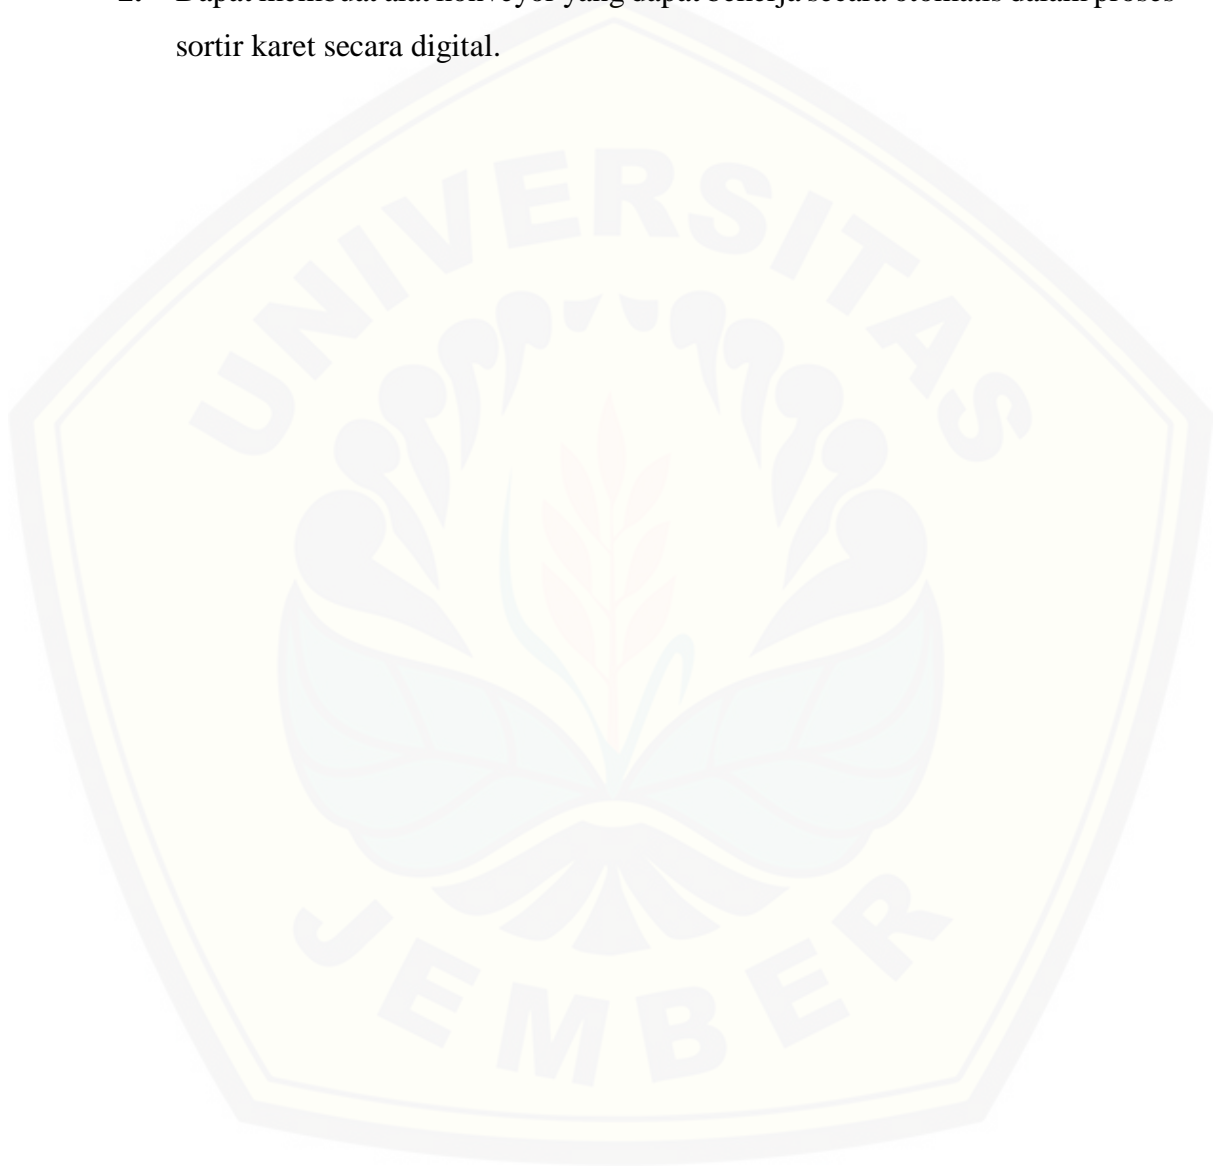 2. Dapat membuat alat konveyor yang dapat bekerja secara otomatis dalam proses
sortir karet secara digital.
UNIVERSITAS
JEMBER